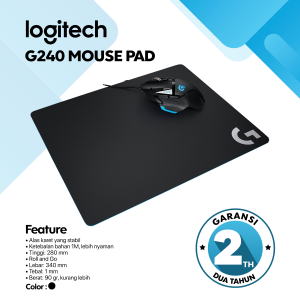 logitech
G240 MOUSE PAD
Feature
• Alas karet yang stabil
• Ketebalan bahan 1M, lebih nyaman
• Tinggi: 280 mm
• Roll and Go
• Lebar: 340 mm
• Tebal: 1 mm
• Berat: 90 gr, kurang lebih
Color :
GARANSI
2TH
DUA TAHUN